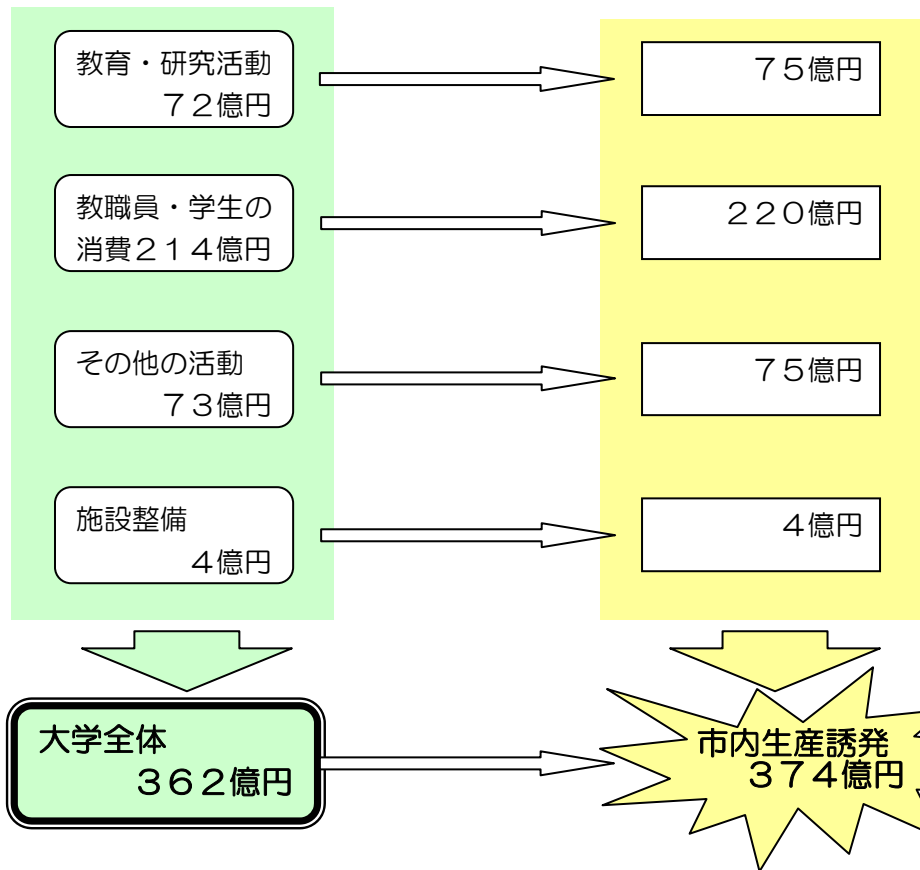 教育・研究活動
７２億円
７５億円
教職員・学生の
消費２１４億円
２２０億円
その他の活動
７３億円
７５億円
施設整備
４億円
４億円
大学全体
３６２億円
市内生産誘発
３７４億円